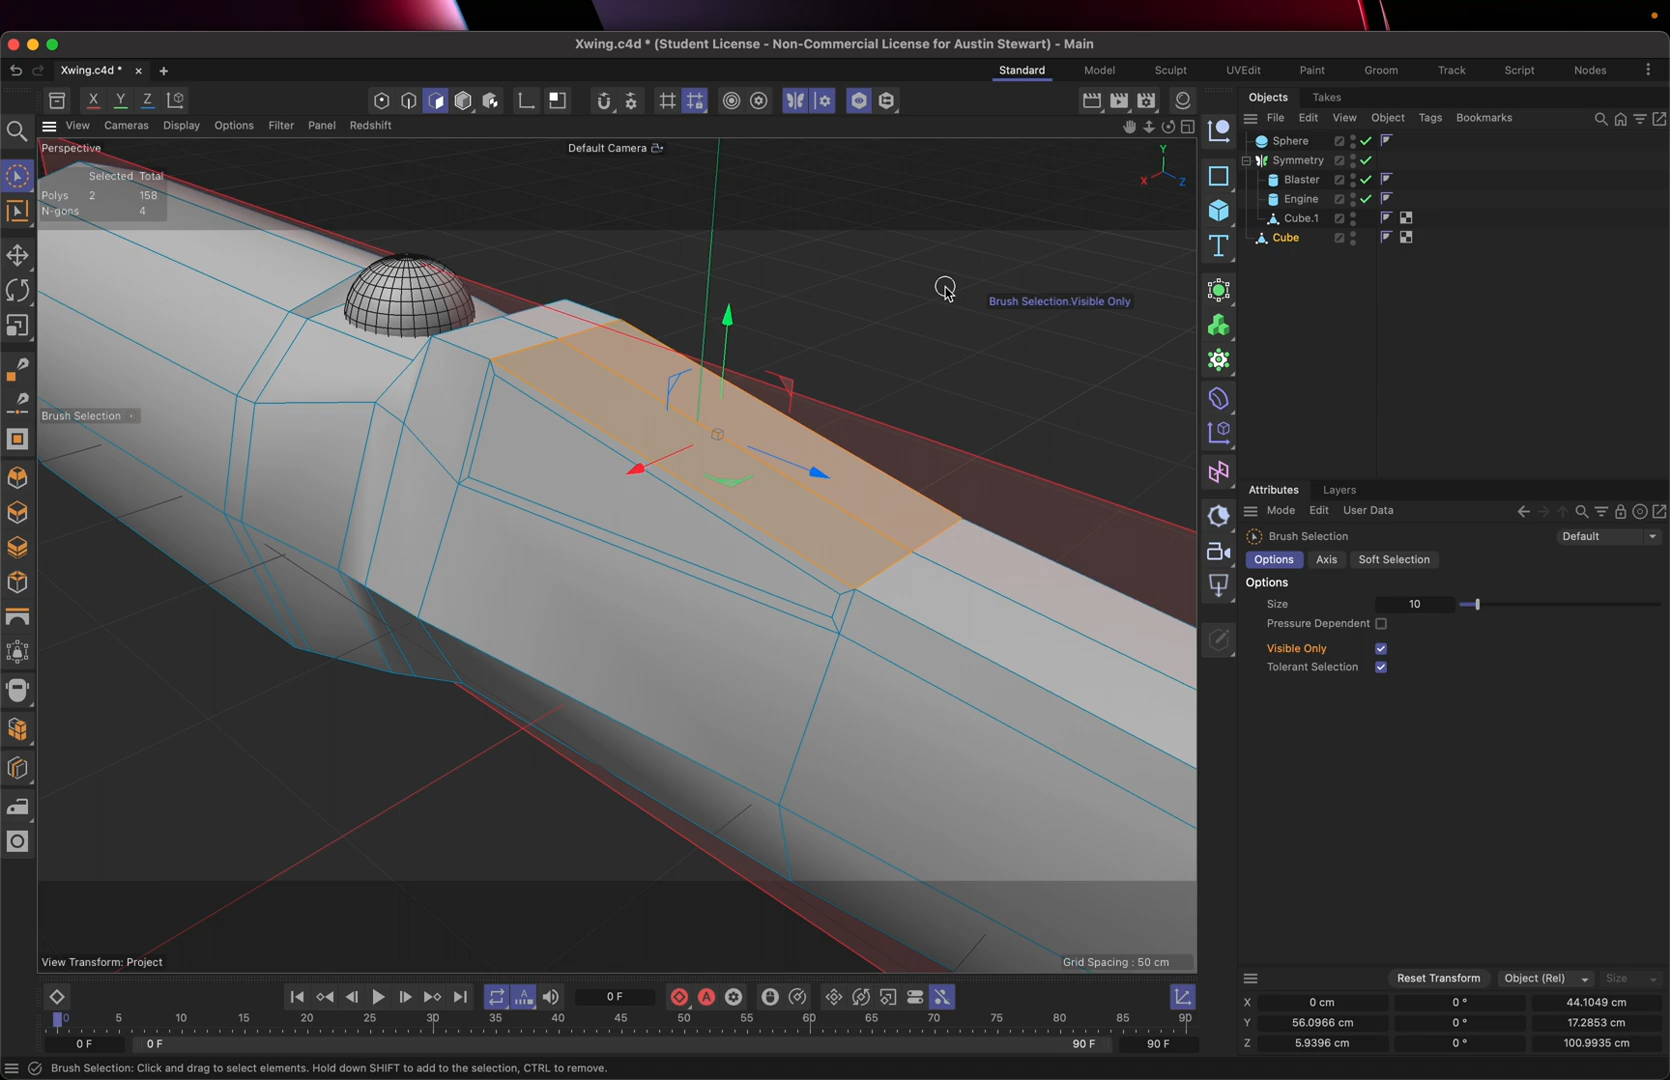 Xwing.c4d * (Student License - Non-Commercial License for Austin Stewart) - Main
Xwing.c4d * × +
Standard Model Sculpt UVEdit Paint Groom Track Script Nodes
X Y Z
View Cameras Display Options Filter Panel Redshift
Perspective
Default Camera
Selected Total
Polys 2 158
N-gons 4
Y
X Z
Brush Selection.Visible Only
Brush Selection
View Transform: Project
Grid Spacing : 50 cm
Objects Takes
File Edit View Object Tags Bookmarks
Sphere
Symmetry
Blaster
Engine
Cube.1
Cube
Attributes Layers
Mode Edit User Data
Brush Selection
Default
Options Axis Soft Selection
Options
Size 10
Pressure Dependent
Visible Only
Tolerant Selection
Reset Transform Object (Rel) Size
X 0 cm 0 ° 44.1049 cm
Y 56.0966 cm 0 ° 17.2853 cm
Z 5.9396 cm 0 ° 100.9935 cm
0 F
0 5 10 15 20 25 30 35 40 45 50 55 60 65 70 75 80 85 90
0 F 0 F 90 F 90 F
Brush Selection: Click and drag to select elements. Hold down SHIFT to add to the selection, CTRL to remove.